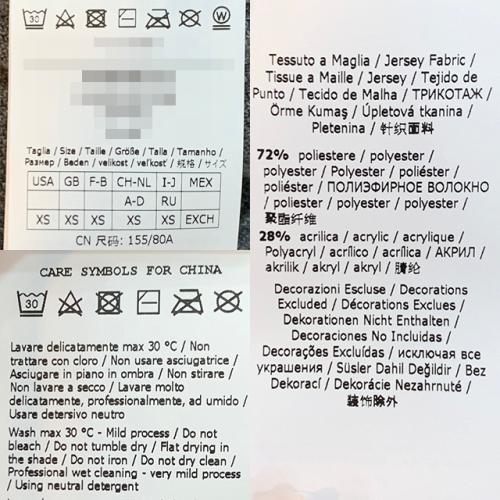 30
W
Taglia / Size / Taille / Größe / Talla / Tamanho /
Размер / Beden / velikost / veľkosť / 规格 / サイズ
USA GB F-B CH-NL I-J MEX
A-D RU
XS XS XS XS XS EXCH
CN 尺码: 155/80A
CARE SYMBOLS FOR CHINA
30
Lavare delicatamente max 30 °C / Non
trattare con cloro / Non usare asciugatrice /
Asciugare in piano in ombra / Non stirare /
Non lavare a secco / Lavare molto
delicatamente, professionalmente, ad umido /
Usare detersivo neutro
Wash max 30 °C - Mild process / Do not
bleach / Do not tumble dry / Flat drying in
the shade / Do not iron / Do not dry clean /
Professional wet cleaning - very mild process
/ Using neutral detergent
Tessuto a Maglia / Jersey Fabric /
Tissue a Maille / Jersey / Tejido de
Punto / Tecido de Malha / ТРИКОТАЖ /
Örme Kumaş / Úpletová tkanina /
Pletenina / 针织面料
72% poliestere / polyester /
polyester / Polyester / poliéster /
poliéster / ПОЛИЭФИРНОЕ ВОЛОКНО
/ poliester / polyester / polyester /
聚酯纤维
28% acrilica / acrylic / acrylique /
Polyacryl / acrílico / acrílica / АКРИЛ /
akrilik / akryl / akryl / 腈纶
Decorazioni Escluse / Decorations
Excluded / Décorations Exclues /
Dekorationen Nicht Enthalten /
Decoraciones No Incluidas /
Decorações Excluídas / исключая все
украшения / Süsler Dahil Değildir / Bez
Dekorací / Dekorácie Nezahrnuté /
装饰除外